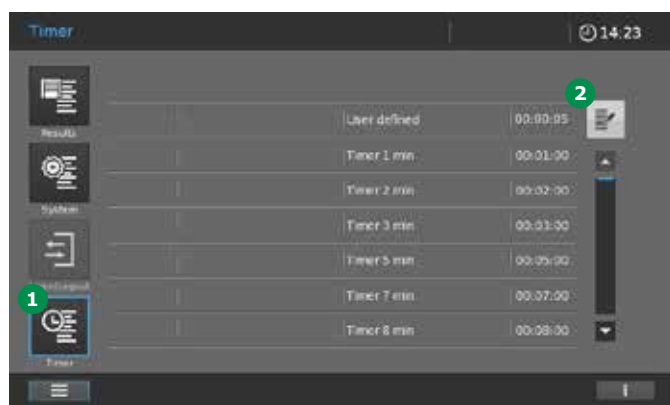 Timer
14.23
2
User defined 00:00:05
Results
Timer 1 min 00:01:00
Timer 2 min 00:02:00
System
Timer 3 min 00:03:00
Timer 5 min 00:05:00
1
Timer 7 min 00:07:00
Timer 8 min 00:08:00
Timer
i